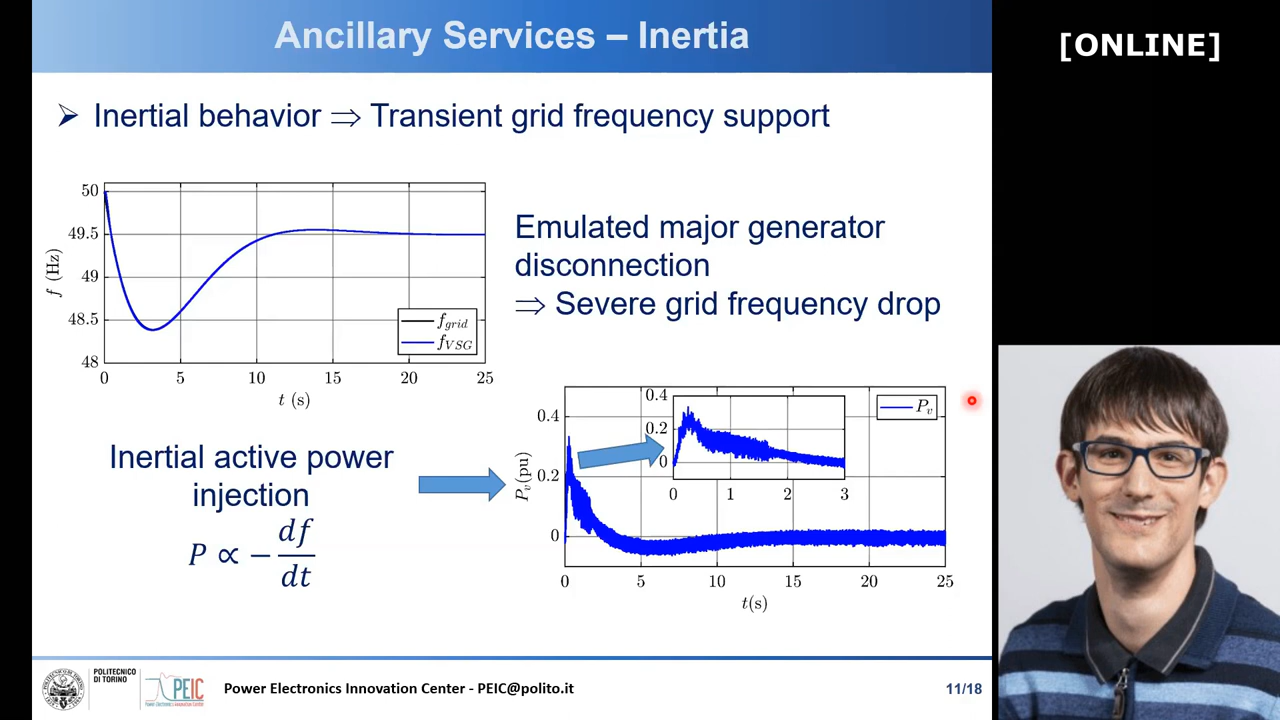 Ancillary Services – Inertia
[ONLINE]
➢ Inertial behavior ⇒ Transient grid frequency support
50
49.5
49
48.5
48
f (Hz)
0 5 10 15 20 25
t (s)
f_grid
f_VSG
Emulated major generator
disconnection
⇒ Severe grid frequency drop
Inertial active power
injection
P ∝ − df/dt
0.4
0.2
0
P_v(pu)
0 5 10 15 20 25
t(s)
P_v
0.4
0.2
0
0 1 2 3
POLITECNICO
DI TORINO
PEIC
Power Electronics Innovation Center
Power Electronics Innovation Center - PEIC@polito.it
11/18